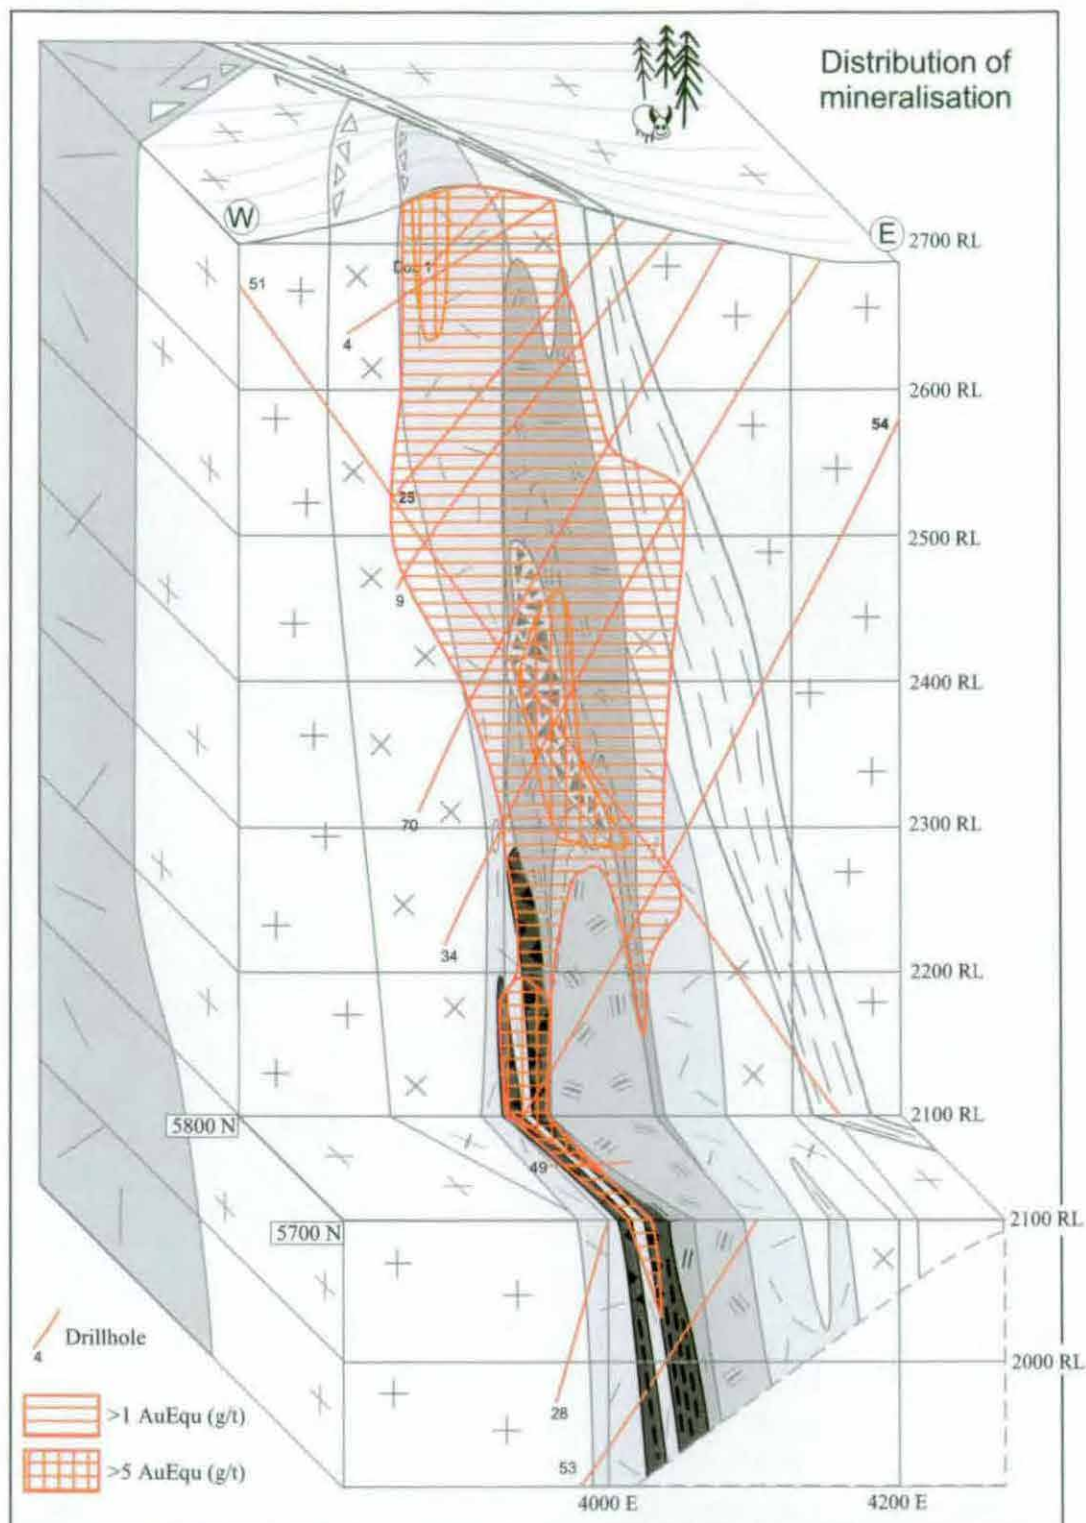 Distribution of
mineralisation
W
E
2700 RL
51
4
2600 RL
54
25
2500 RL
9
2400 RL
70
2300 RL
34
2200 RL
5800 N
2100 RL
49
5700 N
2100 RL
4
Drillhole
2000 RL
>1 AuEqu (g/t)
28
>5 AuEqu (g/t)
53
4000 E
4200 E